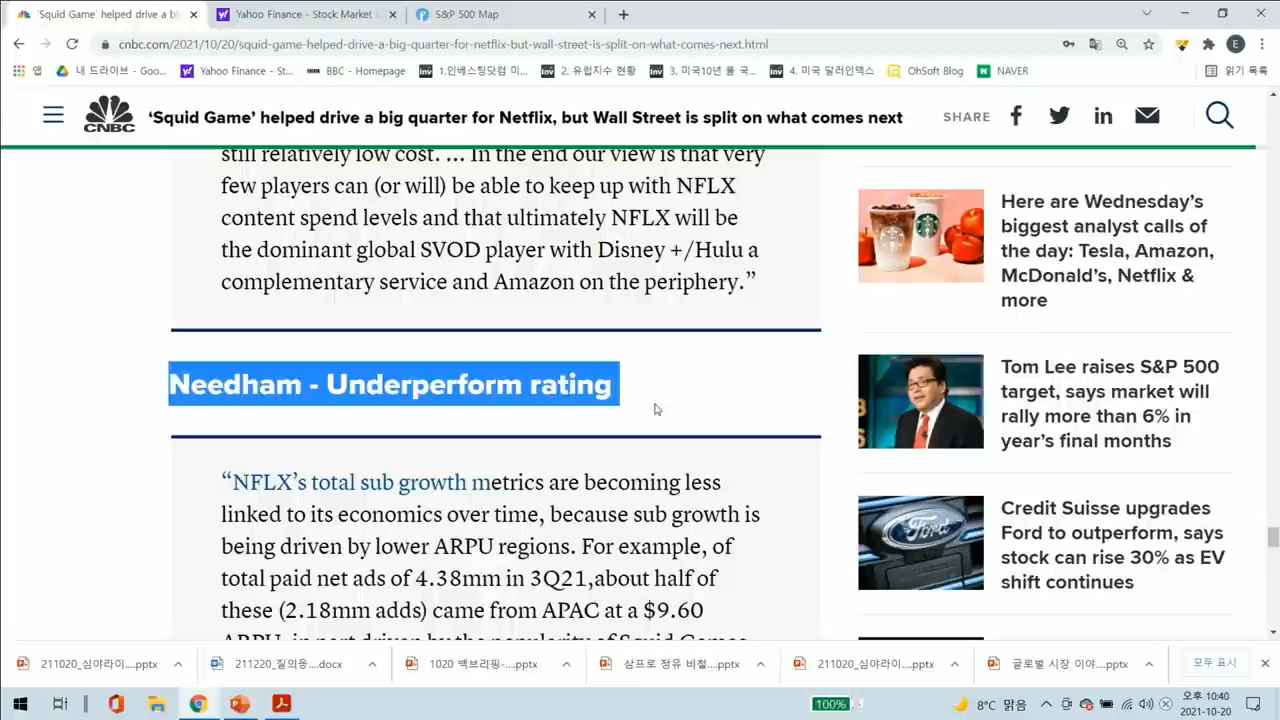 'Squid Game' helped drive a bi
Yahoo Finance - Stock Market
S&P 500 Map
cnbc.com/2021/10/20/squid-game-helped-drive-a-big-quarter-for-netflix-but-wall-street-is-split-on-what-comes-next.html
E
앱
내 드라이브 - Goo...
Yahoo Finance - St...
BBC - Homepage
1.인베스팅닷컴 미...
2. 유럽지수 현황
3. 미국10년 물 국...
4. 미국 달러인덱스
OhSoft Blog
NAVER
읽기 목록
CNBC
'Squid Game' helped drive a big quarter for Netflix, but Wall Street is split on what comes next
SHARE
still relatively low cost. ... In the end our view is that very
few players can (or will) be able to keep up with NFLX
content spend levels and that ultimately NFLX will be
the dominant global SVOD player with Disney +/Hulu a
complementary service and Amazon on the periphery.”
Needham - Underperform rating
“NFLX’s total sub growth metrics are becoming less
linked to its economics over time, because sub growth is
being driven by lower ARPU regions. For example, of
total paid net ads of 4.38mm in 3Q21,about half of
these (2.18mm adds) came from APAC at a $9.60
ARPU, in part driven by the popularity of Squid Games
Here are Wednesday’s
biggest analyst calls of
the day: Tesla, Amazon,
McDonald’s, Netflix &
more
Tom Lee raises S&P 500
target, says market will
rally more than 6% in
year’s final months
Ford
Credit Suisse upgrades
Ford to outperform, says
stock can rise 30% as EV
shift continues
211020_심야라이....pptx
211220_질의응....docx
1020 백브리핑-....pptx
삼프로 정유 비철....pptx
211020_심야라이....pptx
글로벌 시장 이야....pptx
모두 표시
100%
8°C 맑음
오후 10:40
2021-10-20